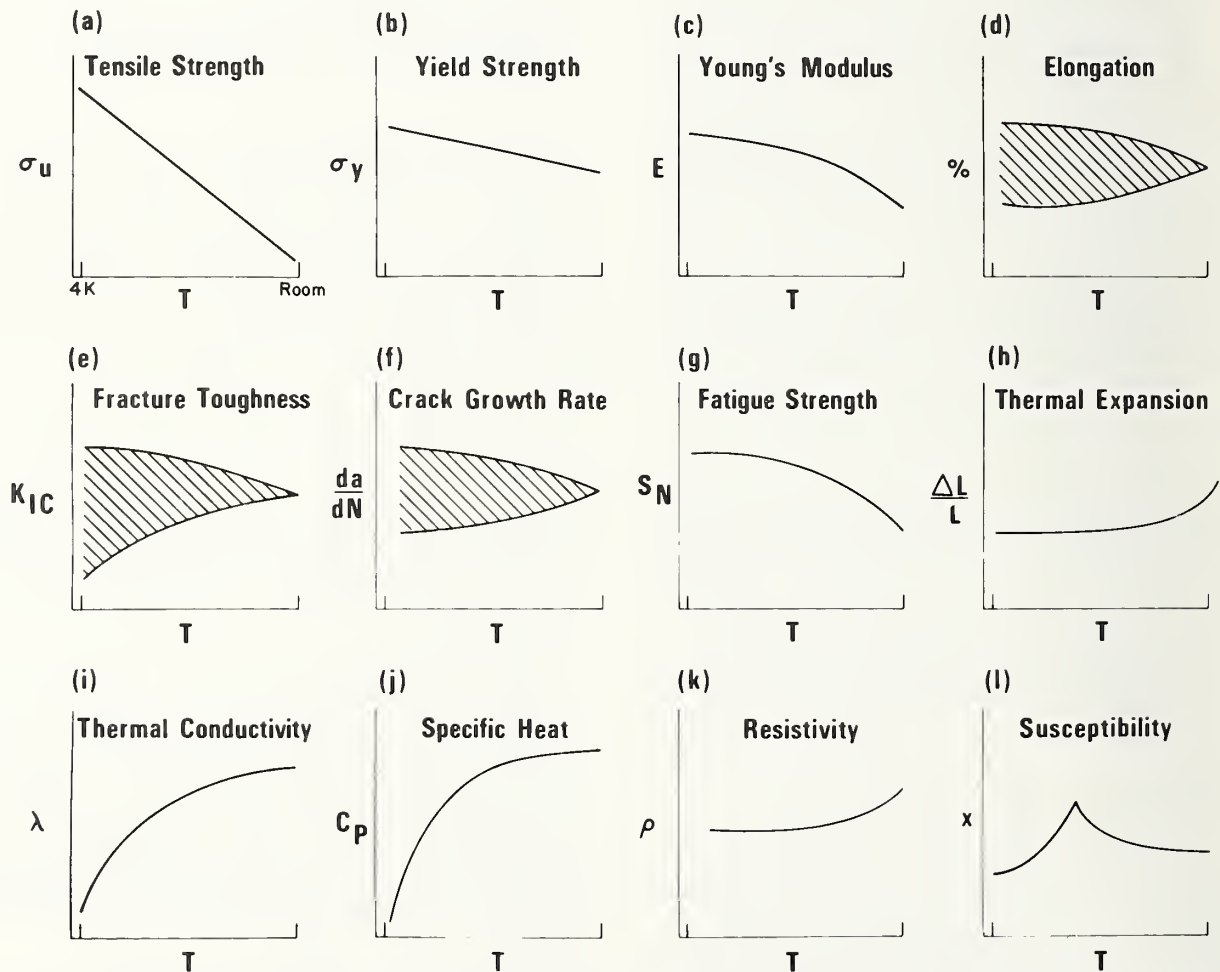 (a)
Tensile Strength
σu
4K
T
Room
(b)
Yield Strength
σy
T
(c)
Young's Modulus
E
T
(d)
Elongation
%
T
(e)
Fracture Toughness
KIC
T
(f)
Crack Growth Rate
da
dN
T
(g)
Fatigue Strength
SN
T
(h)
Thermal Expansion
ΔL
L
T
(i)
Thermal Conductivity
λ
T
(j)
Specific Heat
CP
T
(k)
Resistivity
ρ
T
(l)
Susceptibility
x
T